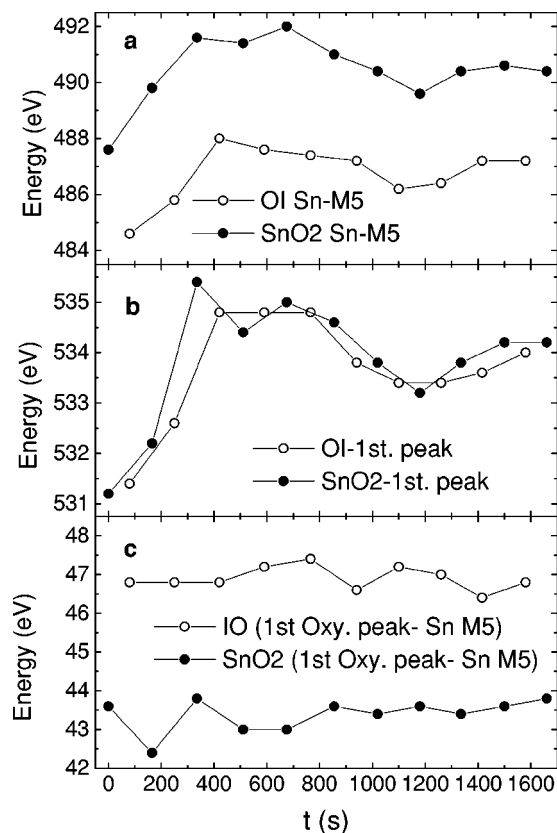 a
Energy (eV)
492
490
488
486
484
OI Sn-M5
SnO2 Sn-M5
b
Energy (eV)
535
534
533
532
531
OI-1st. peak
SnO2-1st. peak
c
Energy (eV)
48
47
46
45
44
43
42
IO (1st Oxy. peak- Sn M5)
SnO2 (1st Oxy. peak- Sn M5)
0 200 400 600 800 1000 1200 1400 1600
t (s)